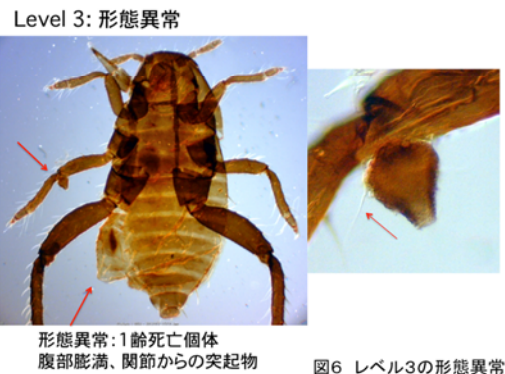 Level 3: 形態異常
形態異常:1齢死亡個体
腹部膨満、関節からの突起物
図6 レベル3の形態異常